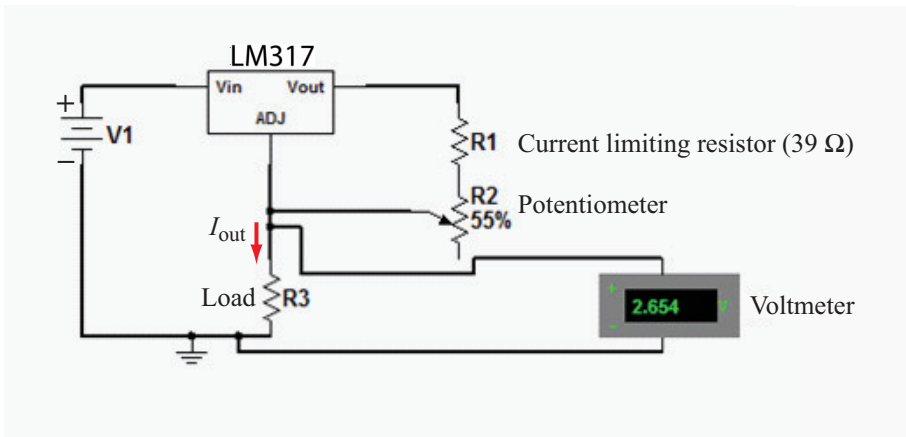 LM317
Vin Vout
ADJ
+
V1
−
R1 Current limiting resistor (39 Ω)
R2 Potentiometer
55%
Iout
Load R3
+
2.654 V Voltmeter
-